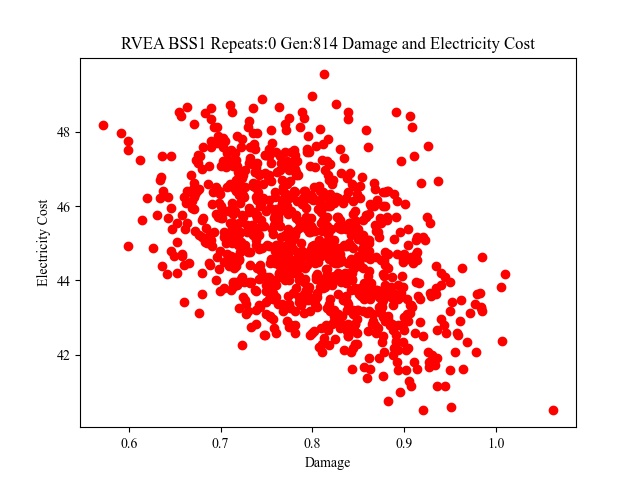 RVEA BSS1 Repeats:0 Gen:814 Damage and Electricity Cost
Electricity Cost
48
46
44
42
0.6 0.7 0.8 0.9 1.0
Damage